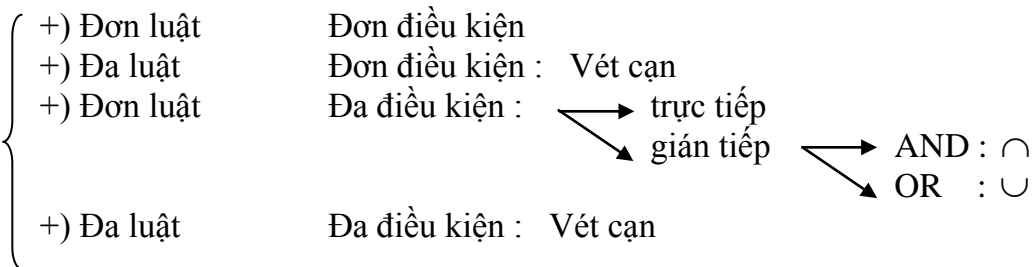 +) Đơn luật Đơn điều kiện
+) Đa luật Đơn điều kiện : Vét cạn
+) Đơn luật Đa điều kiện : trực tiếp
gián tiếp AND : ∩
OR : ∪
+) Đa luật Đa điều kiện : Vét cạn